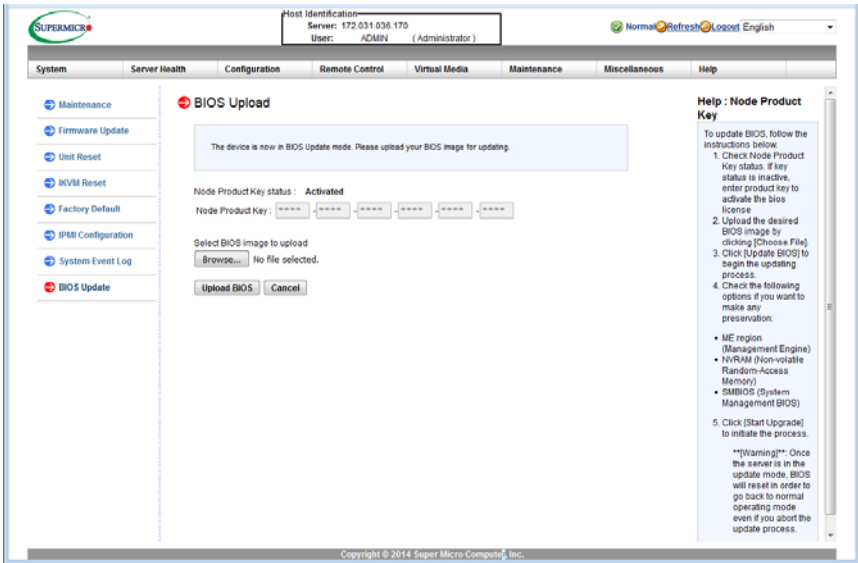 SUPERMICRO
Host Identification
Server: 172.031.036.170
User: ADMIN (Administrator)
Normal Refresh Logout English
System Server Health Configuration Remote Control Virtual Media Maintenance Miscellaneous Help
Maintenance
Firmware Update
Unit Reset
IKVM Reset
Factory Default
IPMI Configuration
System Event Log
BIOS Update
BIOS Upload
The device is now in BIOS Update mode. Please upload your BIOS image for updating.
Node Product Key status : Activated
Node Product Key : **** - **** - **** - **** - **** - ****
Select BIOS image to upload
Browse... No file selected.
Upload BIOS Cancel
Help : Node Product
Key
To update BIOS, follow the
instructions below.
1. Check Node Product
Key status. If key
status is inactive,
enter product key to
activate the bios
license
2. Upload the desired
BIOS image by
clicking [Choose File].
3. Click [Update BIOS] to
begin the updating
process.
4. Check the following
options if you want to
make any
preservation:
• ME region
(Management Engine)
• NVRAM (Non-volatile
Random-Access
Memory)
• SMBIOS (System
Management BIOS)
5. Click [Start Upgrade]
to initiate the process.
**[Warning]**: Once
the server is in the
update mode, BIOS
will reset in order to
go back to normal
operating mode
even if you abort the
update process.
Copyright © 2014 Super Micro Computer, Inc.